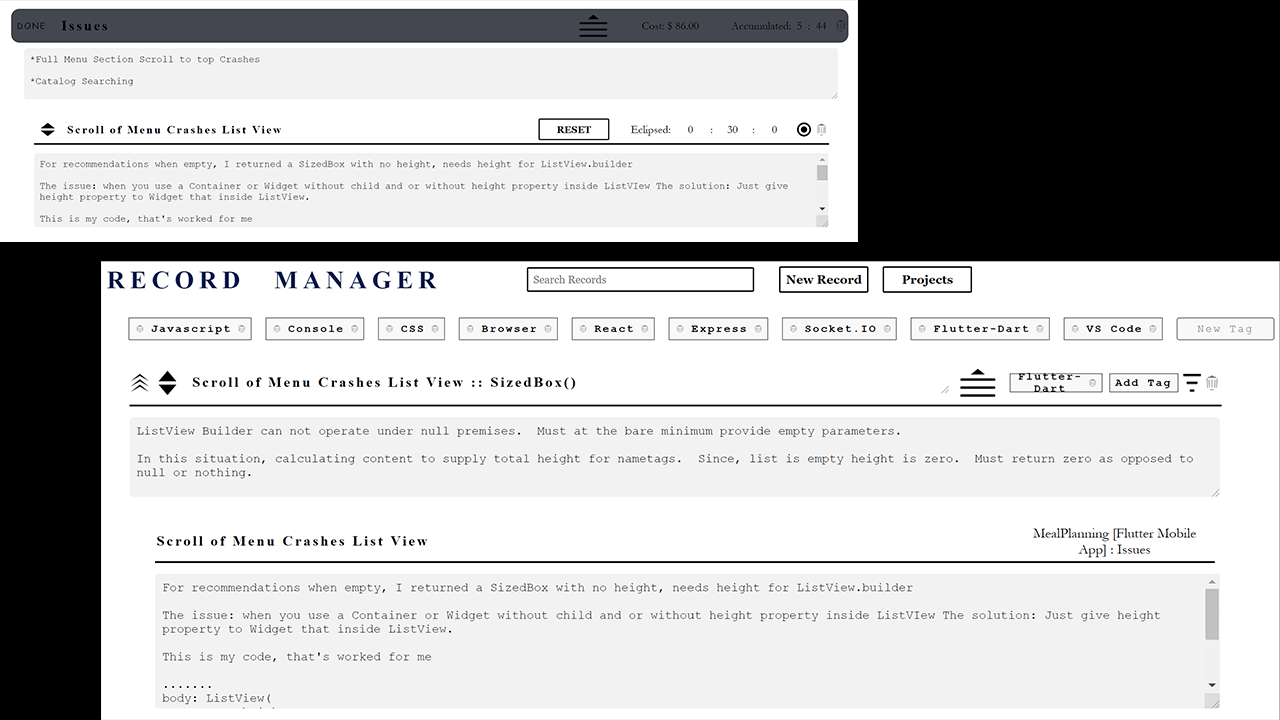 DONE Issues Cost: $ 86.00 Accumulated: 3 : 44
*Full Menu Section Scroll to top Crashes
*Catalog Searching
Scroll of Menu Crashes List View RESET Eclipsed: 0 : 30 : 0
For recommendations when empty, I returned a SizedBox with no height, needs height for ListView.builder
The issue: when you use a Container or Widget without child and or without height property inside ListVIew The solution: Just give
height property to Widget that inside ListView.
This is my code, that's worked for me
RECORD MANAGER Search Records New Record Projects
Javascript Console CSS Browser React Express Socket.IO Flutter-Dart VS Code New Tag
Scroll of Menu Crashes List View :: SizedBox() Flutter-
Dart Add Tag
ListView Builder can not operate under null premises. Must at the bare minimum provide empty parameters.
In this situation, calculating content to supply total height for nametags. Since, list is empty height is zero. Must return zero as opposed to
null or nothing.
Scroll of Menu Crashes List View MealPlanning [Flutter Mobile
App] : Issues
For recommendations when empty, I returned a SizedBox with no height, needs height for ListView.builder
The issue: when you use a Container or Widget without child and or without height property inside ListVIew The solution: Just give height
property to Widget that inside ListView.
This is my code, that's worked for me
.......
body: ListView(